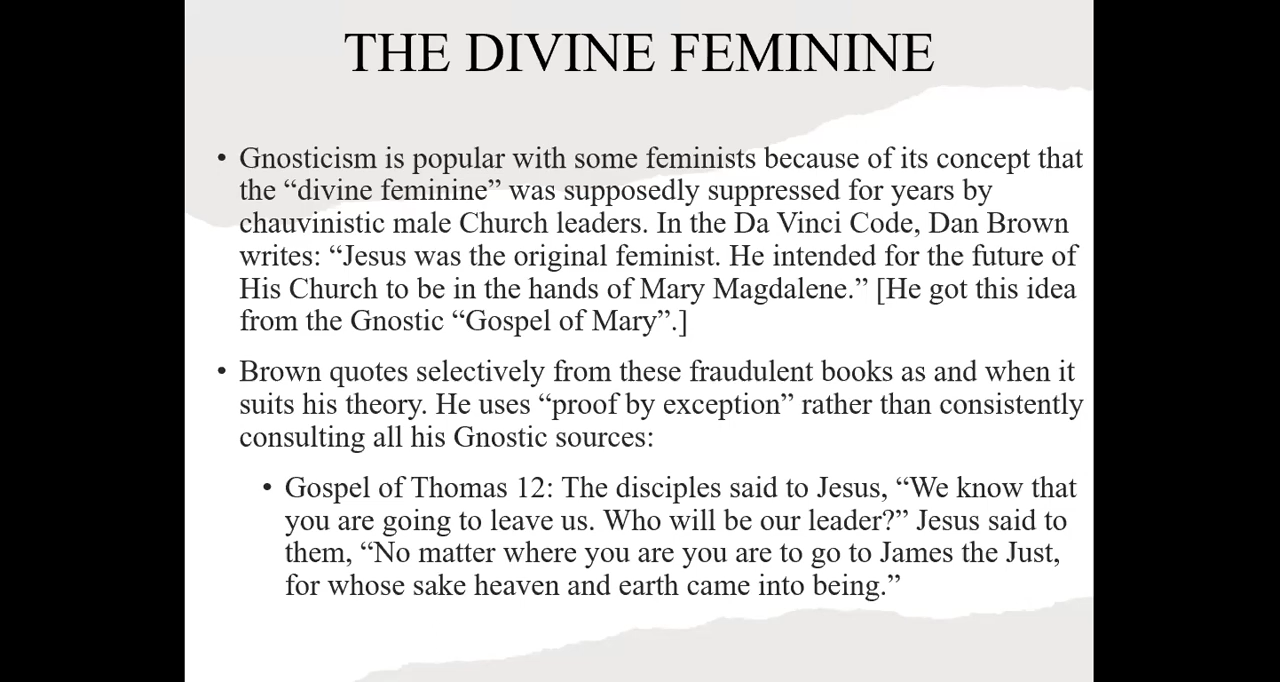 THE DIVINE FEMININE
• Gnosticism is popular with some feminists because of its concept that
the “divine feminine” was supposedly suppressed for years by
chauvinistic male Church leaders. In the Da Vinci Code, Dan Brown
writes: “Jesus was the original feminist. He intended for the future of
His Church to be in the hands of Mary Magdalene.” [He got this idea
from the Gnostic “Gospel of Mary”.]
• Brown quotes selectively from these fraudulent books as and when it
suits his theory. He uses “proof by exception” rather than consistently
consulting all his Gnostic sources:
• Gospel of Thomas 12: The disciples said to Jesus, “We know that
you are going to leave us. Who will be our leader?” Jesus said to
them, “No matter where you are you are to go to James the Just,
for whose sake heaven and earth came into being.”